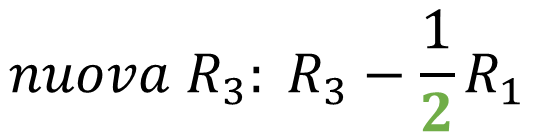 nuova R₃: R₃ − 1/2 R₁